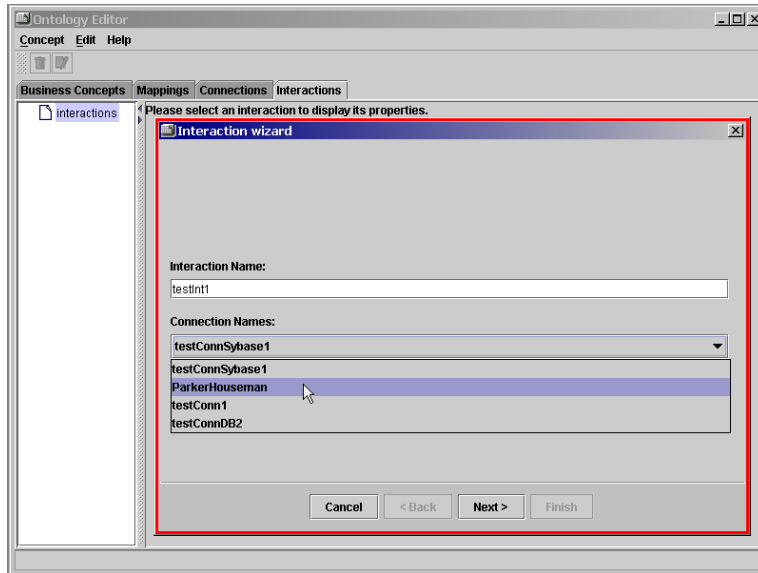 Ontology Editor
Concept Edit Help
Business Concepts Mappings Connections Interactions
interactions
Please select an interaction to display its properties.
Interaction wizard
Interaction Name:
testInt1
Connection Names:
testConnSybase1
testConnSybase1
ParkerHouseman
testConn1
testConnDB2
Cancel < Back Next > Finish